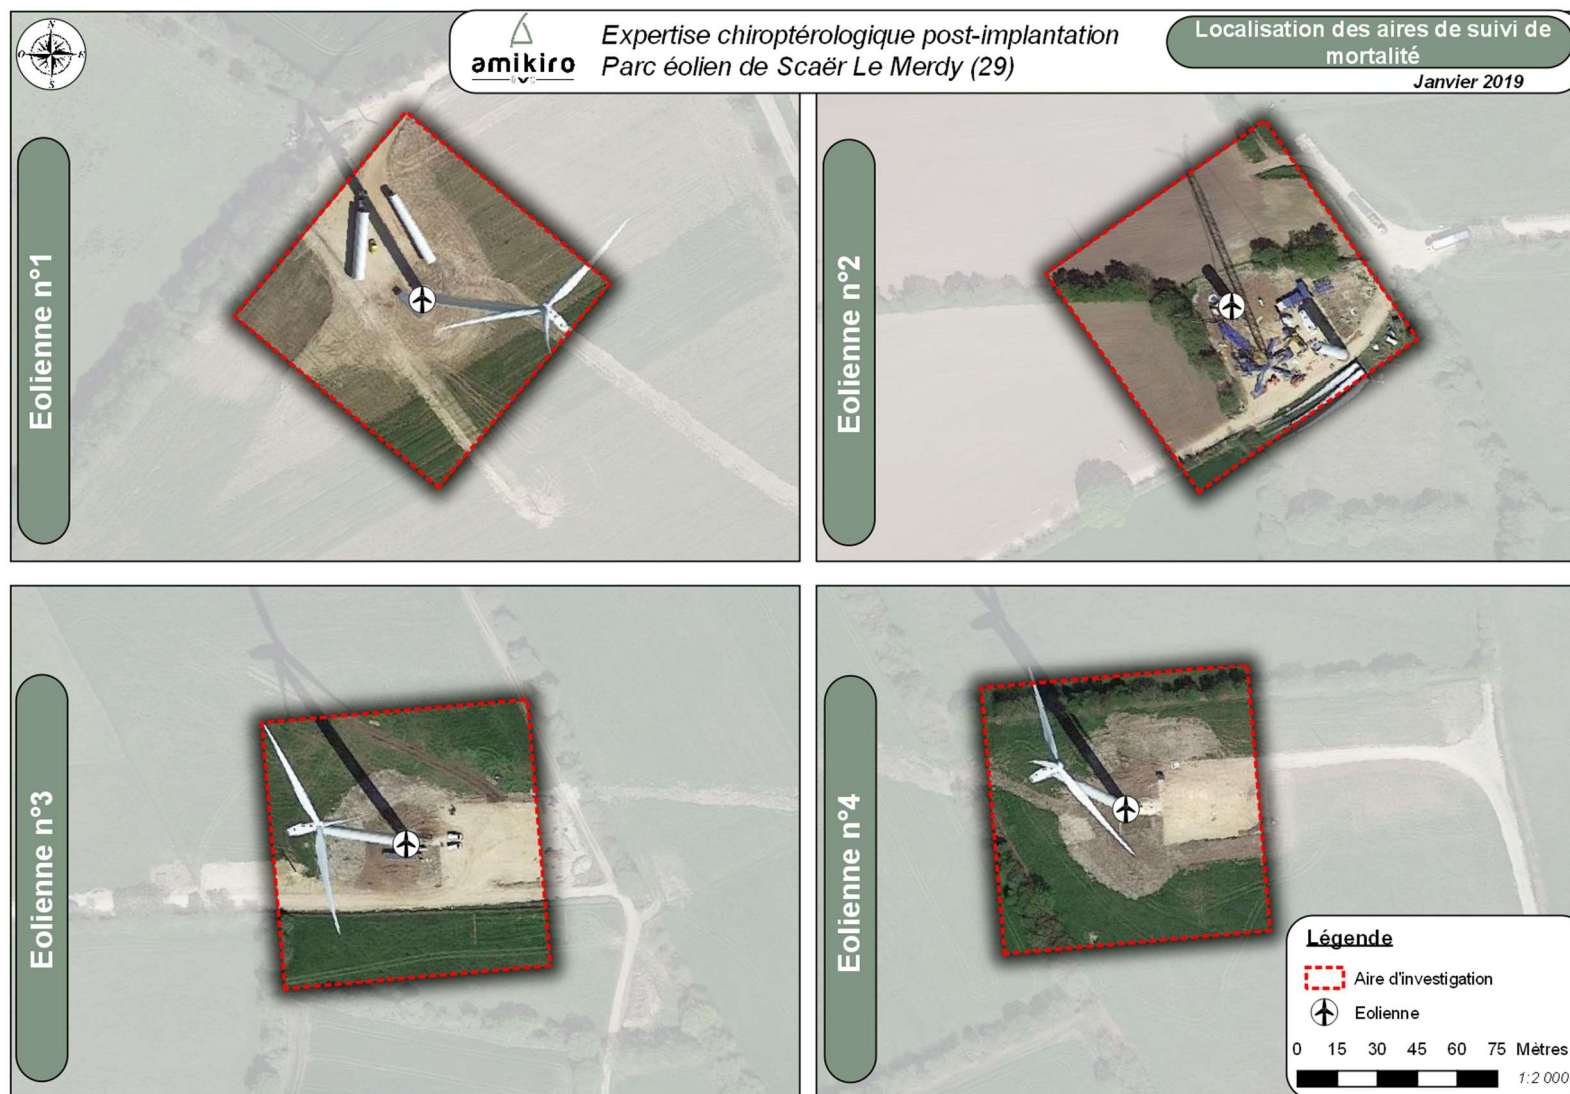 N
O
E
S
amikiro
Expertise chiroptérologique post-implantation
Parc éolien de Scaër Le Merdy (29)
Localisation des aires de suivi de
mortalité
Janvier 2019
Eolienne n°1
Eolienne n°2
Eolienne n°3
Eolienne n°4
Légende
Aire d'investigation
Eolienne
0 15 30 45 60 75 Mètres
1:2 000